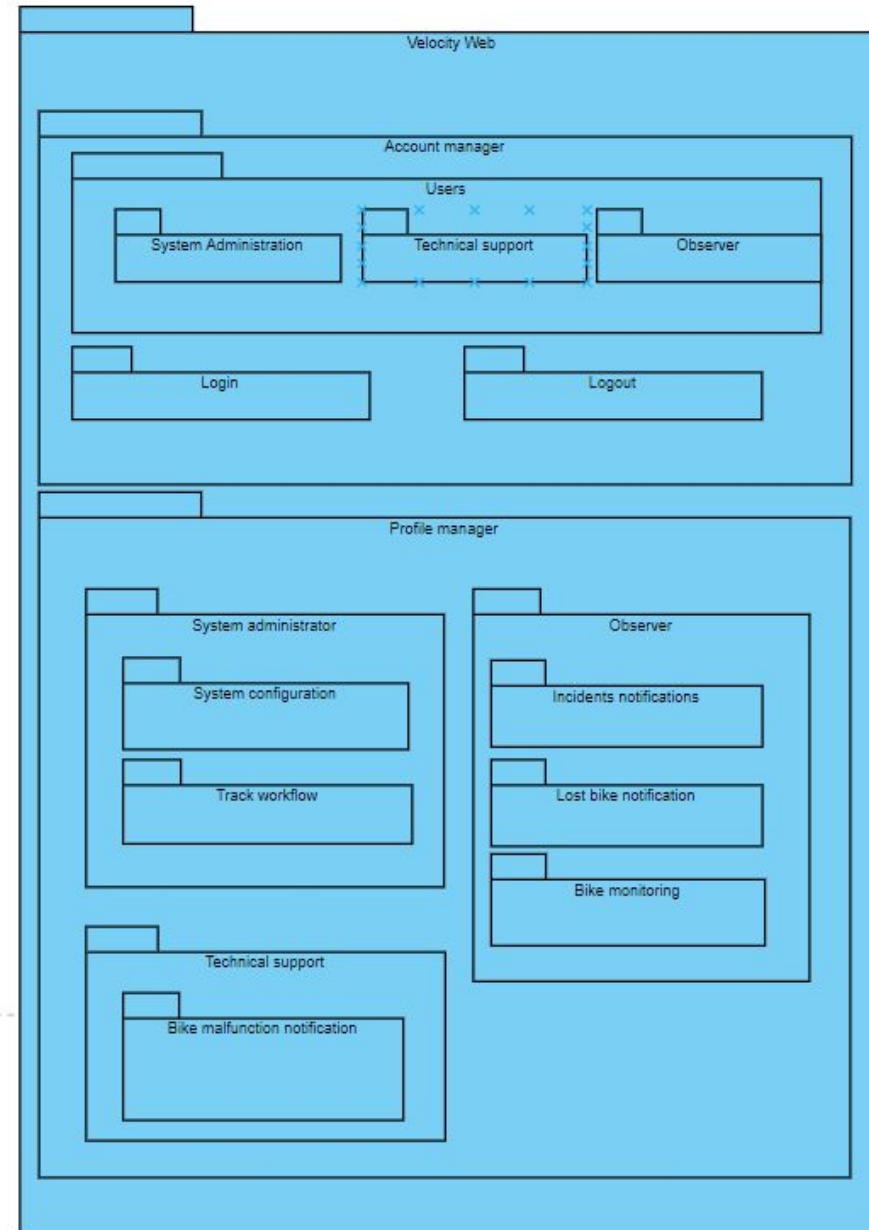 Velocity Web
Account manager
Users
System Administration
Technical support
Observer
Login
Logout
Profile manager
System administrator
System configuration
Track workflow
Observer
Incidents notifications
Lost bike notification
Bike monitoring
Technical support
Bike malfunction notification